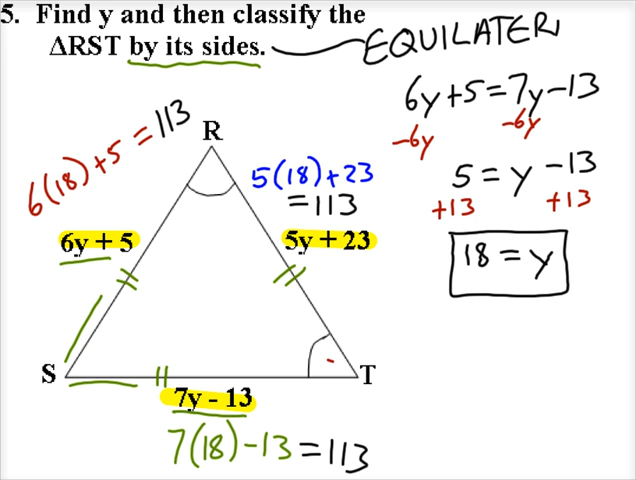 5. Find y and then classify the
ΔRST by its sides.
EQUILATER
6y+5=7y-13
-6y -6y
5=y-13
+13 +13
18=y
6(18)+5=113
R
5(18)+23
=113
6y + 5
5y + 23
S
T
7y - 13
7(18)-13=113